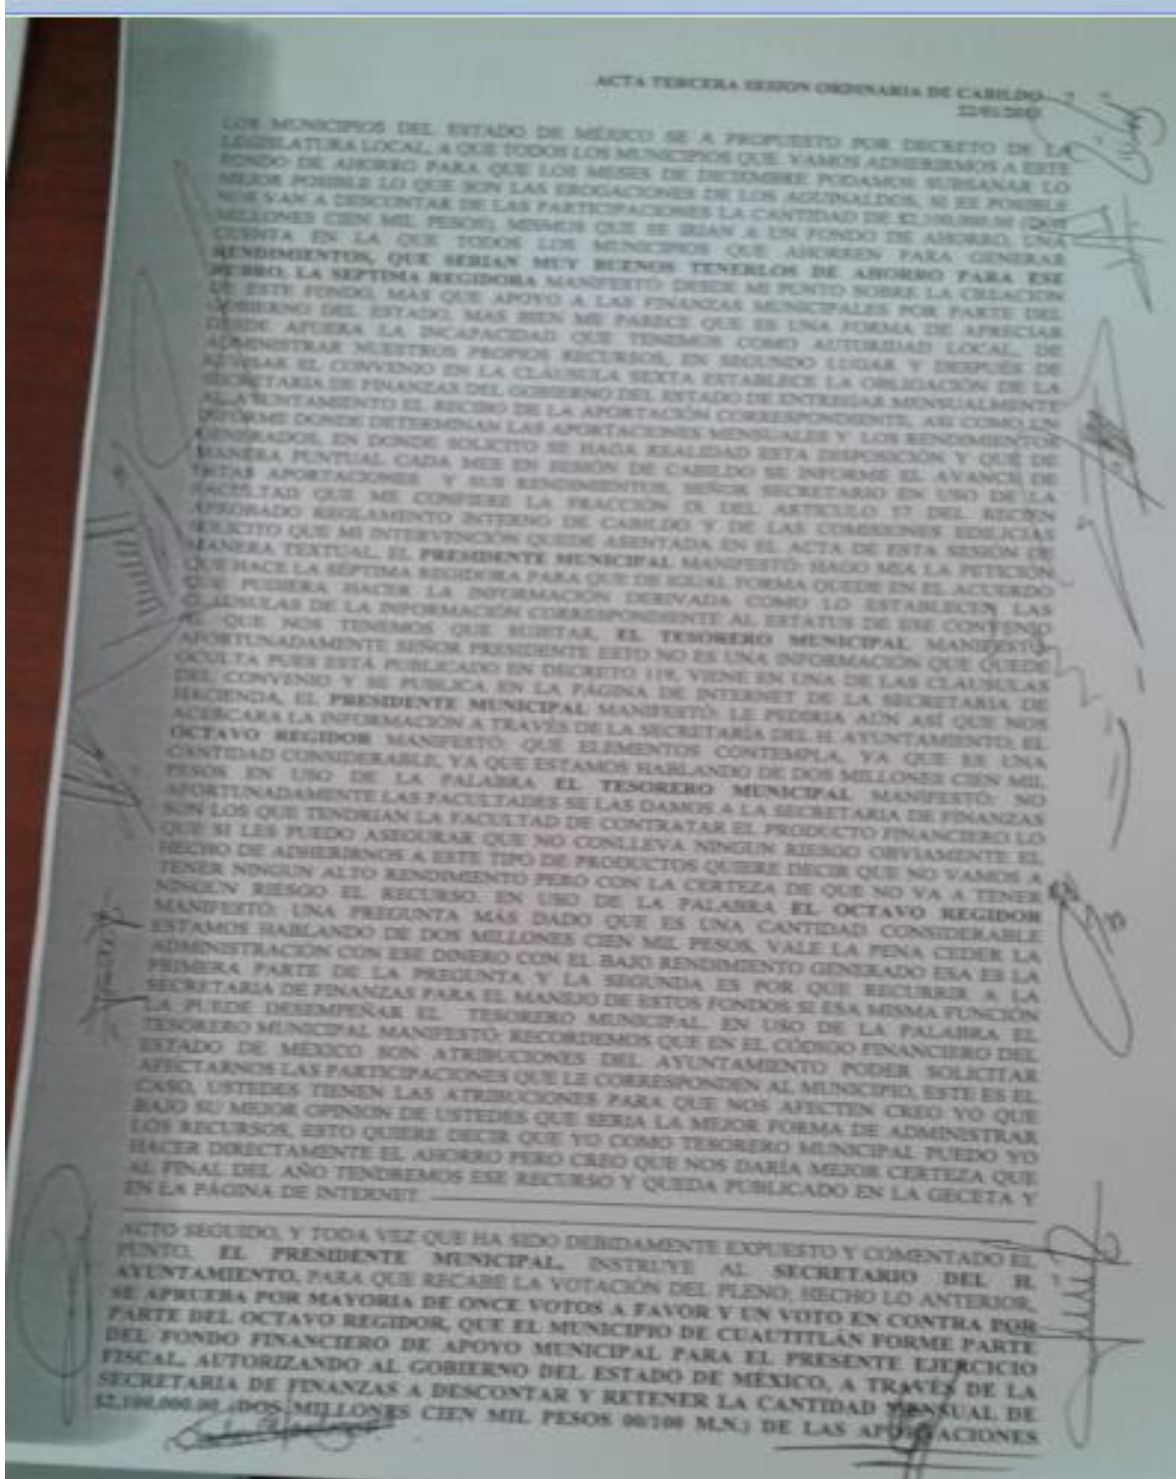 ACTA TERCERA SESION ORDINARIA DE CABILDO
LOS MUNICIPIOS DEL ESTADO DE MÉXICO SE A PROPUESTO POR DECRETO DE LA
LEGISLATURA LOCAL, A QUE TODOS LOS MUNICIPIOS QUE VAMOS ADHERIRNOS A ESTE
FONDO DE AHORRO PARA QUE LOS MESES DE DICIEMBRE PODAMOS SUBSANAR LO
MEJOR POSIBLE LO QUE SON LAS EROGACIONES DE LOS AGUINALDOS, SI ES POSIBLE
NOS VAN A DESCONTAR DE LAS PARTICIPACIONES LA CANTIDAD DE $2,100,000.00 (DOS
MILLONES CIEN MIL PESOS), MISMOS QUE SE IRIAN A UN FONDO DE AHORRO, UNA
CUENTA EN LA QUE TODOS LOS MUNICIPIOS QUE AHORREN PARA GENERAR
RENDIMIENTOS, QUE SERIAN MUY BUENOS TENERLOS DE AHORRO PARA ESE
RUBRO, LA SEPTIMA REGIDORA MANIFESTÓ: DESDE MI PUNTO SOBRE LA CREACION
DE ESTE FONDO, MAS QUE APOYO A LAS FINANZAS MUNICIPALES POR PARTE DEL
GOBIERNO DEL ESTADO, MAS BIEN ME PARECE QUE ES UNA FORMA DE APRECIAR
DESDE AFUERA LA INCAPACIDAD QUE TENEMOS COMO AUTORIDAD LOCAL, DE
ADMINISTRAR NUESTROS PROPIOS RECURSOS, EN SEGUNDO LUGAR Y DESPUÉS DE
REVISAR EL CONVENIO EN LA CLÁUSULA SEXTA ESTABLECE LA OBLIGACIÓN DE LA
SECRETARIA DE FINANZAS DEL GOBIERNO DEL ESTADO DE ENTREGAR MENSUALMENTE
AL AYUNTAMIENTO EL RECIBO DE LA APORTACIÓN CORRESPONDIENTE, ASI COMO UN
INFORME DONDE DETERMINAN LAS APORTACIONES MENSUALES Y LOS RENDIMIENTOS
GENERADOS, EN DONDE SOLICITO SE HAGA REALIDAD ESTA DISPOSICIÓN Y QUE DE
MANERA PUNTUAL CADA MES EN SESIÓN DE CABILDO SE INFORME EL AVANCE DE
ESTAS APORTACIONES Y SUS RENDIMIENTOS, SEÑOR SECRETARIO EN USO DE LA
FACULTAD QUE ME CONFIERE LA FRACCIÓN IX DEL ARTICULO 57 DEL RECIEN
APROBADO REGLAMENTO INTERNO DE CABILDO Y DE LAS COMISIONES EDILICIAS
SOLICITO QUE MI INTERVENCIÓN QUEDE ASENTADA EN EL ACTA DE ESTA SESIÓN DE
MANERA TEXTUAL, EL PRESIDENTE MUNICIPAL MANIFESTÓ: HAGO MIA LA PETICIÓN
QUE HACE LA SÉPTIMA REGIDORA PARA QUE DE IGUAL FORMA QUEDE EN EL ACUERDO
QUE PUDIERA HACER LA INFORMACIÓN DERIVADA COMO LO ESTABLECEN LAS
CLAUSULAS DE LA INFORMACIÓN CORRESPONDIENTE AL ESTATUS DE ESE CONVENIO
AL QUE NOS TENEMOS QUE SUJETAR, EL TESORERO MUNICIPAL MANIFESTÓ:
AFORTUNADAMENTE SEÑOR PRESIDENTE ESTO NO ES UNA INFORMACIÓN QUE QUEDE
OCULTA PUES ESTÁ PUBLICADO EN DECRETO 119, VIENE EN UNA DE LAS CLAUSULAS
DEL CONVENIO Y SE PUBLICA EN LA PÁGINA DE INTERNET DE LA SECRETARIA DE
HACIENDA, EL PRESIDENTE MUNICIPAL MANIFESTÓ: LE PEDIRIA AÚN ASÍ QUE NOS
ACERCARA LA INFORMACIÓN A TRAVÉS DE LA SECRETARÍA DEL H. AYUNTAMIENTO; EL
OCTAVO REGIDOR MANIFESTÓ: QUE ELEMENTOS CONTEMPLA, YA QUE ES UNA
CANTIDAD CONSIDERABLE, YA QUE ESTAMOS HABLANDO DE DOS MILLONES CIEN MIL
PESOS EN USO DE LA PALABRA EL TESORERO MUNICIPAL MANIFESTÓ: NO
AFORTUNADAMENTE LAS FACULTADES SE LAS DAMOS A LA SECRETARIA DE FINANZAS
SON LOS QUE TENDRIAN LA FACULTAD DE CONTRATAR EL PRODUCTO FINANCIERO LO
QUE SI LES PUEDO ASEGURAR QUE NO CONLLEVA NINGUN RIESGO OBVIAMENTE EL
HECHO DE ADHERIRNOS A ESTE TIPO DE PRODUCTOS QUIERE DECIR QUE NO VAMOS A
TENER NINGUN ALTO RENDIMIENTO PERO CON LA CERTEZA DE QUE NO VA A TENER
NINGÚN RIESGO EL RECURSO. EN USO DE LA PALABRA EL OCTAVO REGIDOR
MANIFESTÓ: UNA PREGUNTA MÁS DADO QUE ES UNA CANTIDAD CONSIDERABLE
ESTAMOS HABLANDO DE DOS MILLONES CIEN MIL PESOS, VALE LA PENA CEDER LA
ADMINISTRACIÓN CON ESE DINERO CON EL BAJO RENDIMIENTO GENERADO ESA ES LA
PRIMERA PARTE DE LA PREGUNTA, Y LA SEGUNDA ES POR QUE RECURRIR A LA
SECRETARIA DE FINANZAS PARA EL MANEJO DE ESTOS FONDOS SI ESA MISMA FUNCIÓN
LA PUEDE DESEMPEÑAR EL TESORERO MUNICIPAL. EN USO DE LA PALABRA EL
TESORERO MUNICIPAL MANIFESTÓ: RECORDEMOS QUE EN EL CÓDIGO FINANCIERO DEL
ESTADO DE MÉXICO SON ATRIBUCIONES DEL AYUNTAMIENTO PODER SOLICITAR
AFECTARNOS LAS PARTICIPACIONES QUE LE CORRESPONDEN AL MUNICIPIO, ESTE ES EL
CASO, USTEDES TIENEN LAS ATRIBUCIONES PARA QUE NOS AFECTEN CREO YO QUE
BAJO SU MEJOR OPINION DE USTEDES QUE SERIA LA MEJOR FORMA DE ADMINISTRAR
LOS RECURSOS, ESTO QUIERE DECIR QUE YO COMO TESORERO MUNICIPAL PUEDO YO
HACER DIRECTAMENTE EL AHORRO PERO CREO QUE NOS DARÍA MEJOR CERTEZA QUE
AL FINAL DEL AÑO TENDREMOS ESE RECURSO Y QUEDA PUBLICADO EN LA GECETA Y
EN LA PÁGINA DE INTERNET.
ACTO SEGUIDO, Y TODA VEZ QUE HA SIDO DEBIDAMENTE EXPUESTO Y COMENTADO EL
PUNTO, EL PRESIDENTE MUNICIPAL, INSTRUYE AL SECRETARIO DEL H.
AYUNTAMIENTO, PARA QUE RECABE LA VOTACIÓN DEL PLENO; HECHO LO ANTERIOR,
SE APRUEBA POR MAYORIA DE ONCE VOTOS A FAVOR Y UN VOTO EN CONTRA POR
PARTE DEL OCTAVO REGIDOR, QUE EL MUNICIPIO DE CUAUTITLÁN FORME PARTE
DEL FONDO FINANCIERO DE APOYO MUNICIPAL PARA EL PRESENTE EJERCICIO
FISCAL, AUTORIZANDO AL GOBIERNO DEL ESTADO DE MÉXICO, A TRAVÉS DE LA
SECRETARIA DE FINANZAS A DESCONTAR Y RETENER LA CANTIDAD MENSUAL DE
$2,100,000.00 (DOS MILLONES CIEN MIL PESOS 00/100 M.N.) DE LAS APORTACIONES